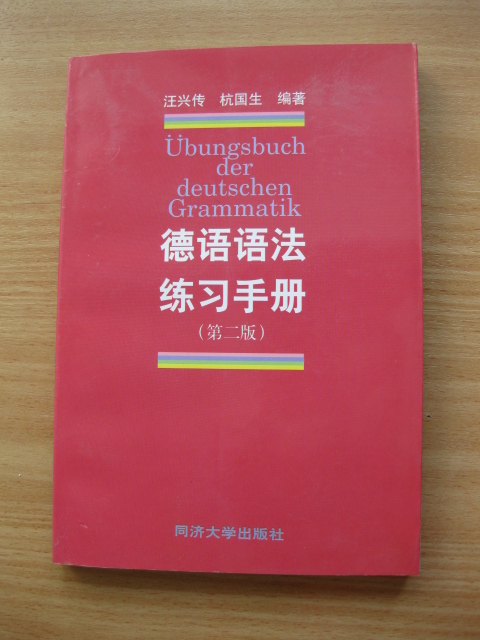 汪兴传 杭国生 编著
Übungsbuch
der
deutschen
Grammatik
德语语法
练习手册
（第二版）
同济大学出版社